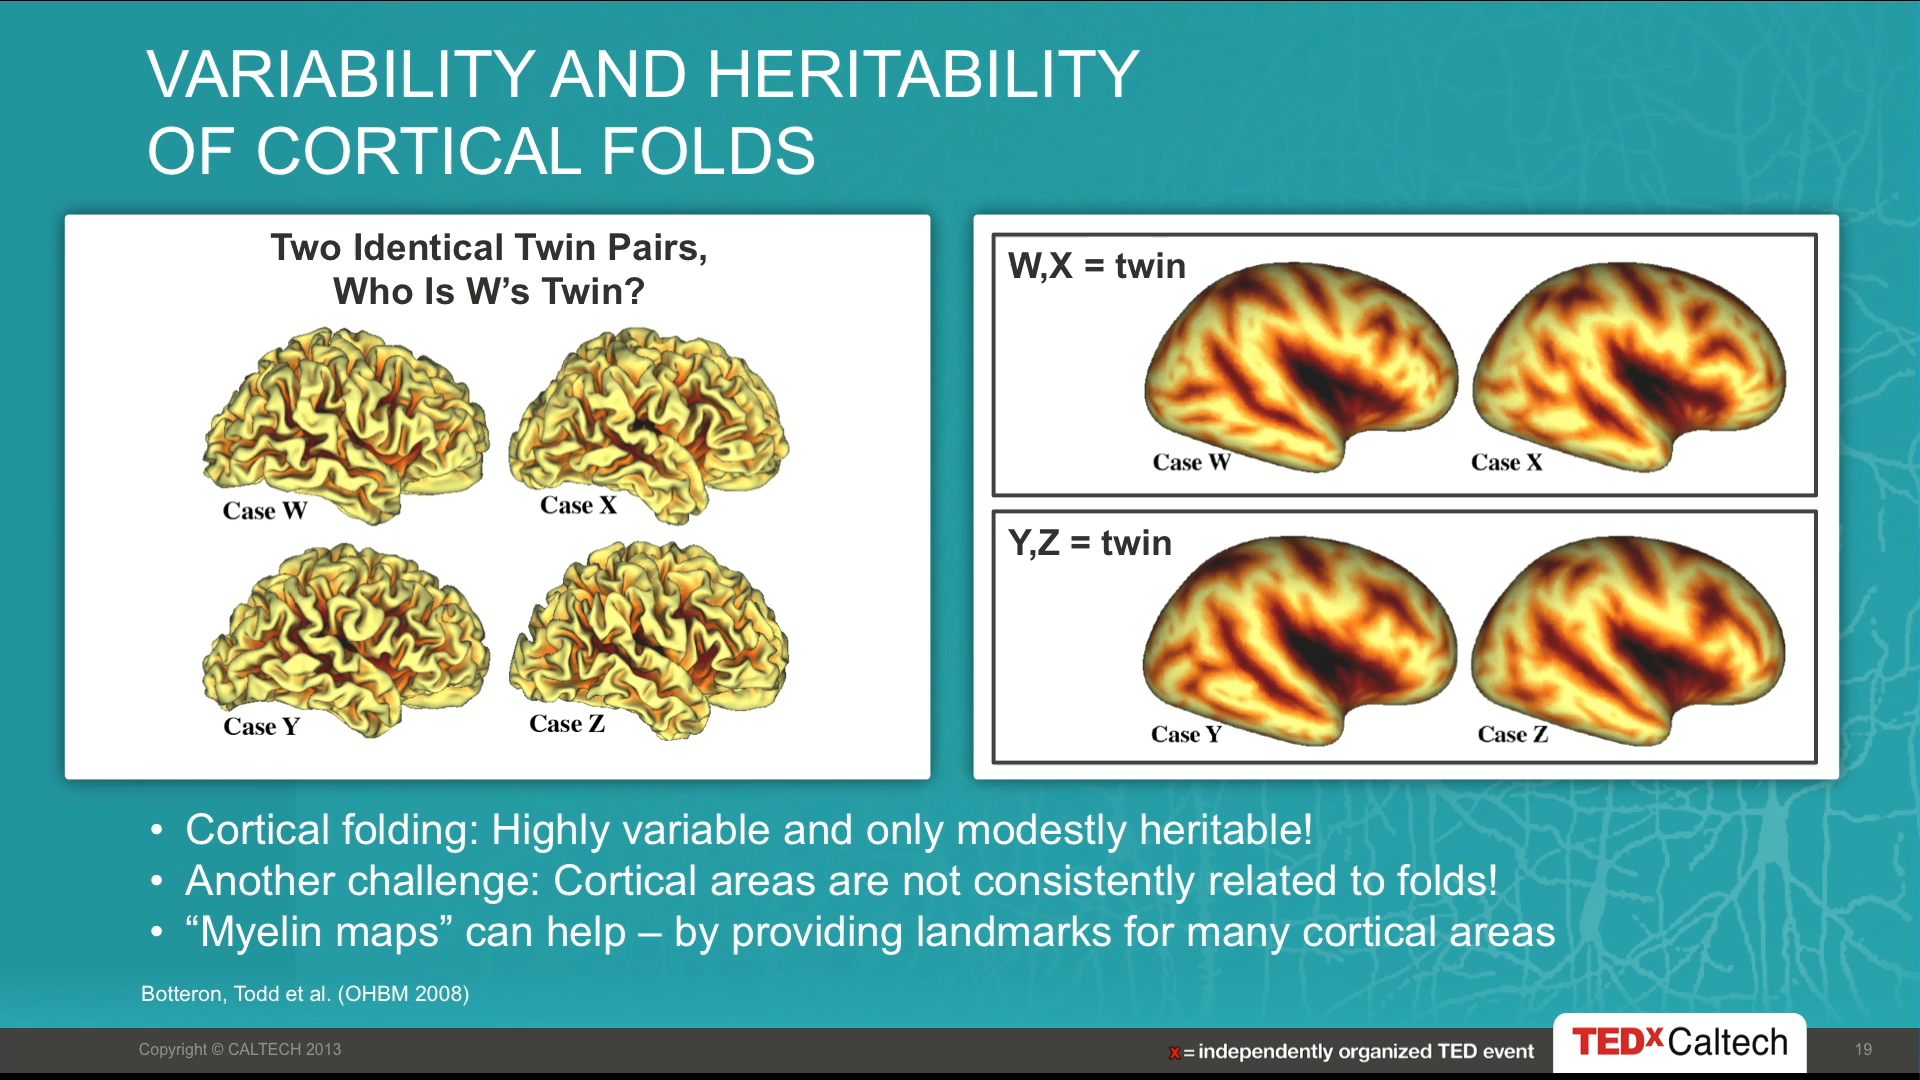 VARIABILITY AND HERITABILITY
OF CORTICAL FOLDS
Two Identical Twin Pairs,
Who Is W’s Twin?
Case W
Case X
Case Y
Case Z
W,X = twin
Case W
Case X
Y,Z = twin
Case Y
Case Z
• Cortical folding: Highly variable and only modestly heritable!
• Another challenge: Cortical areas are not consistently related to folds!
• “Myelin maps” can help – by providing landmarks for many cortical areas
Botteron, Todd et al. (OHBM 2008)
Copyright © CALTECH 2013
x = independently organized TED event
TEDxCaltech
19